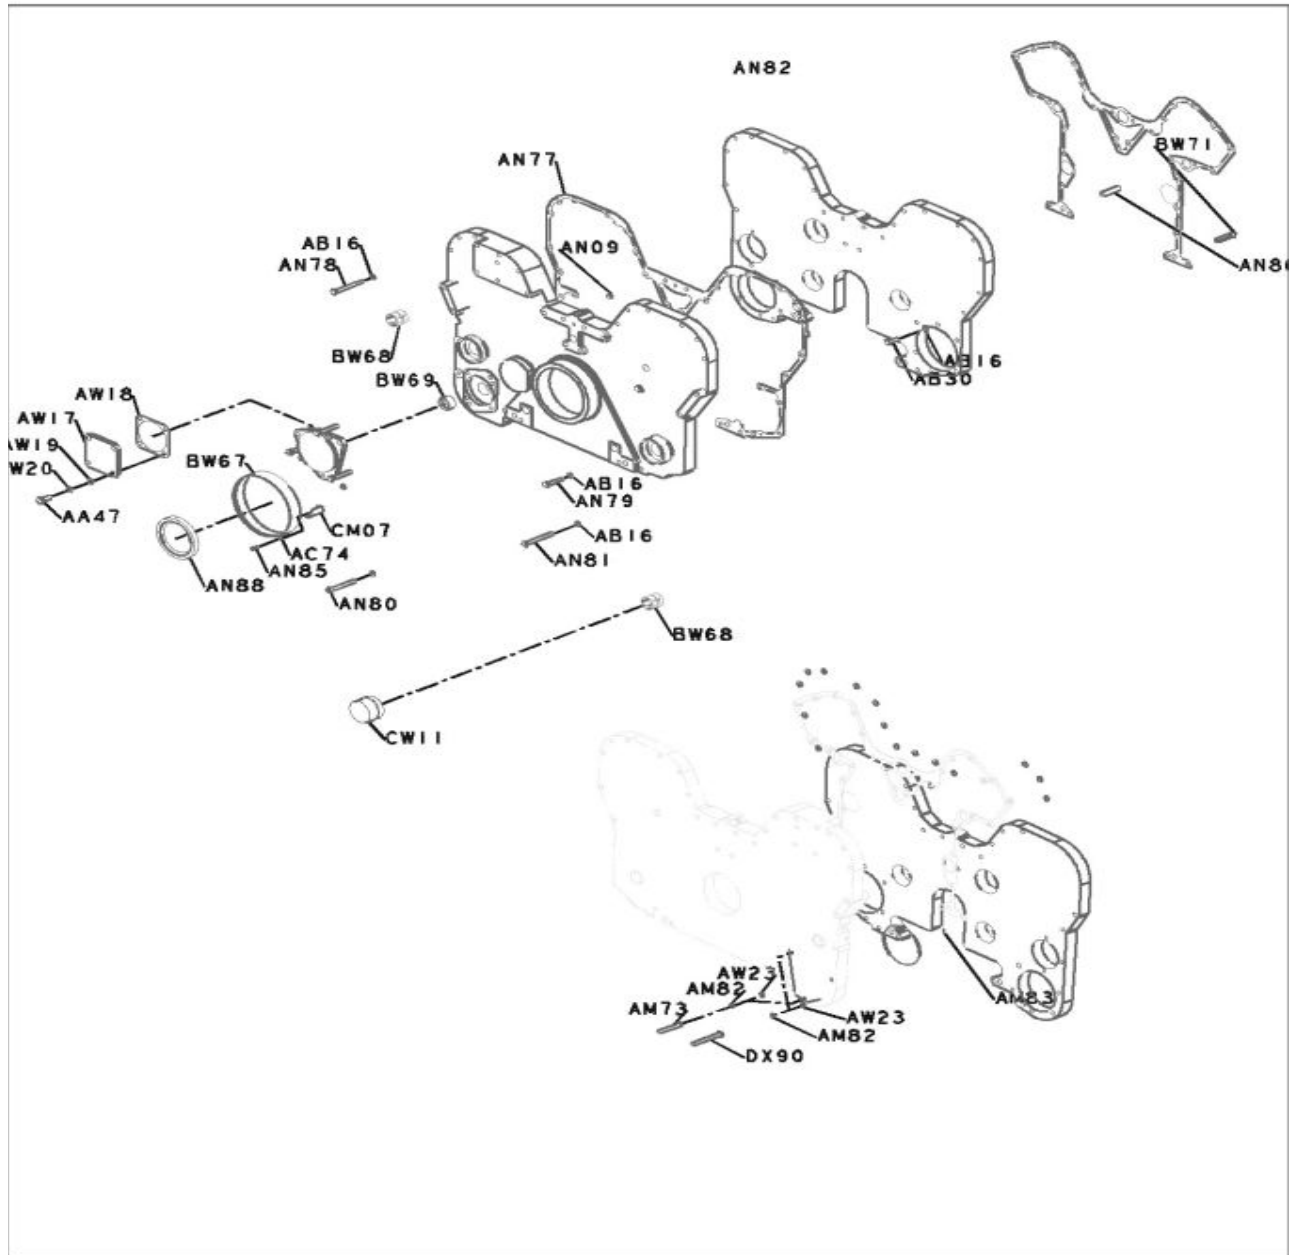 AN82
BW71
AN77
AB16
AN09
AN78
AN86
BW68
AB16
BW69
AB30
AW18
AW17
AW19
BW67
W20
AB16
AN79
AA47
CM07
AB16
AC74
AN81
AN85
AN88
AN80
BW68
CW11
AW23
AM82
AM83
AM73
AW23
AM82
DX90